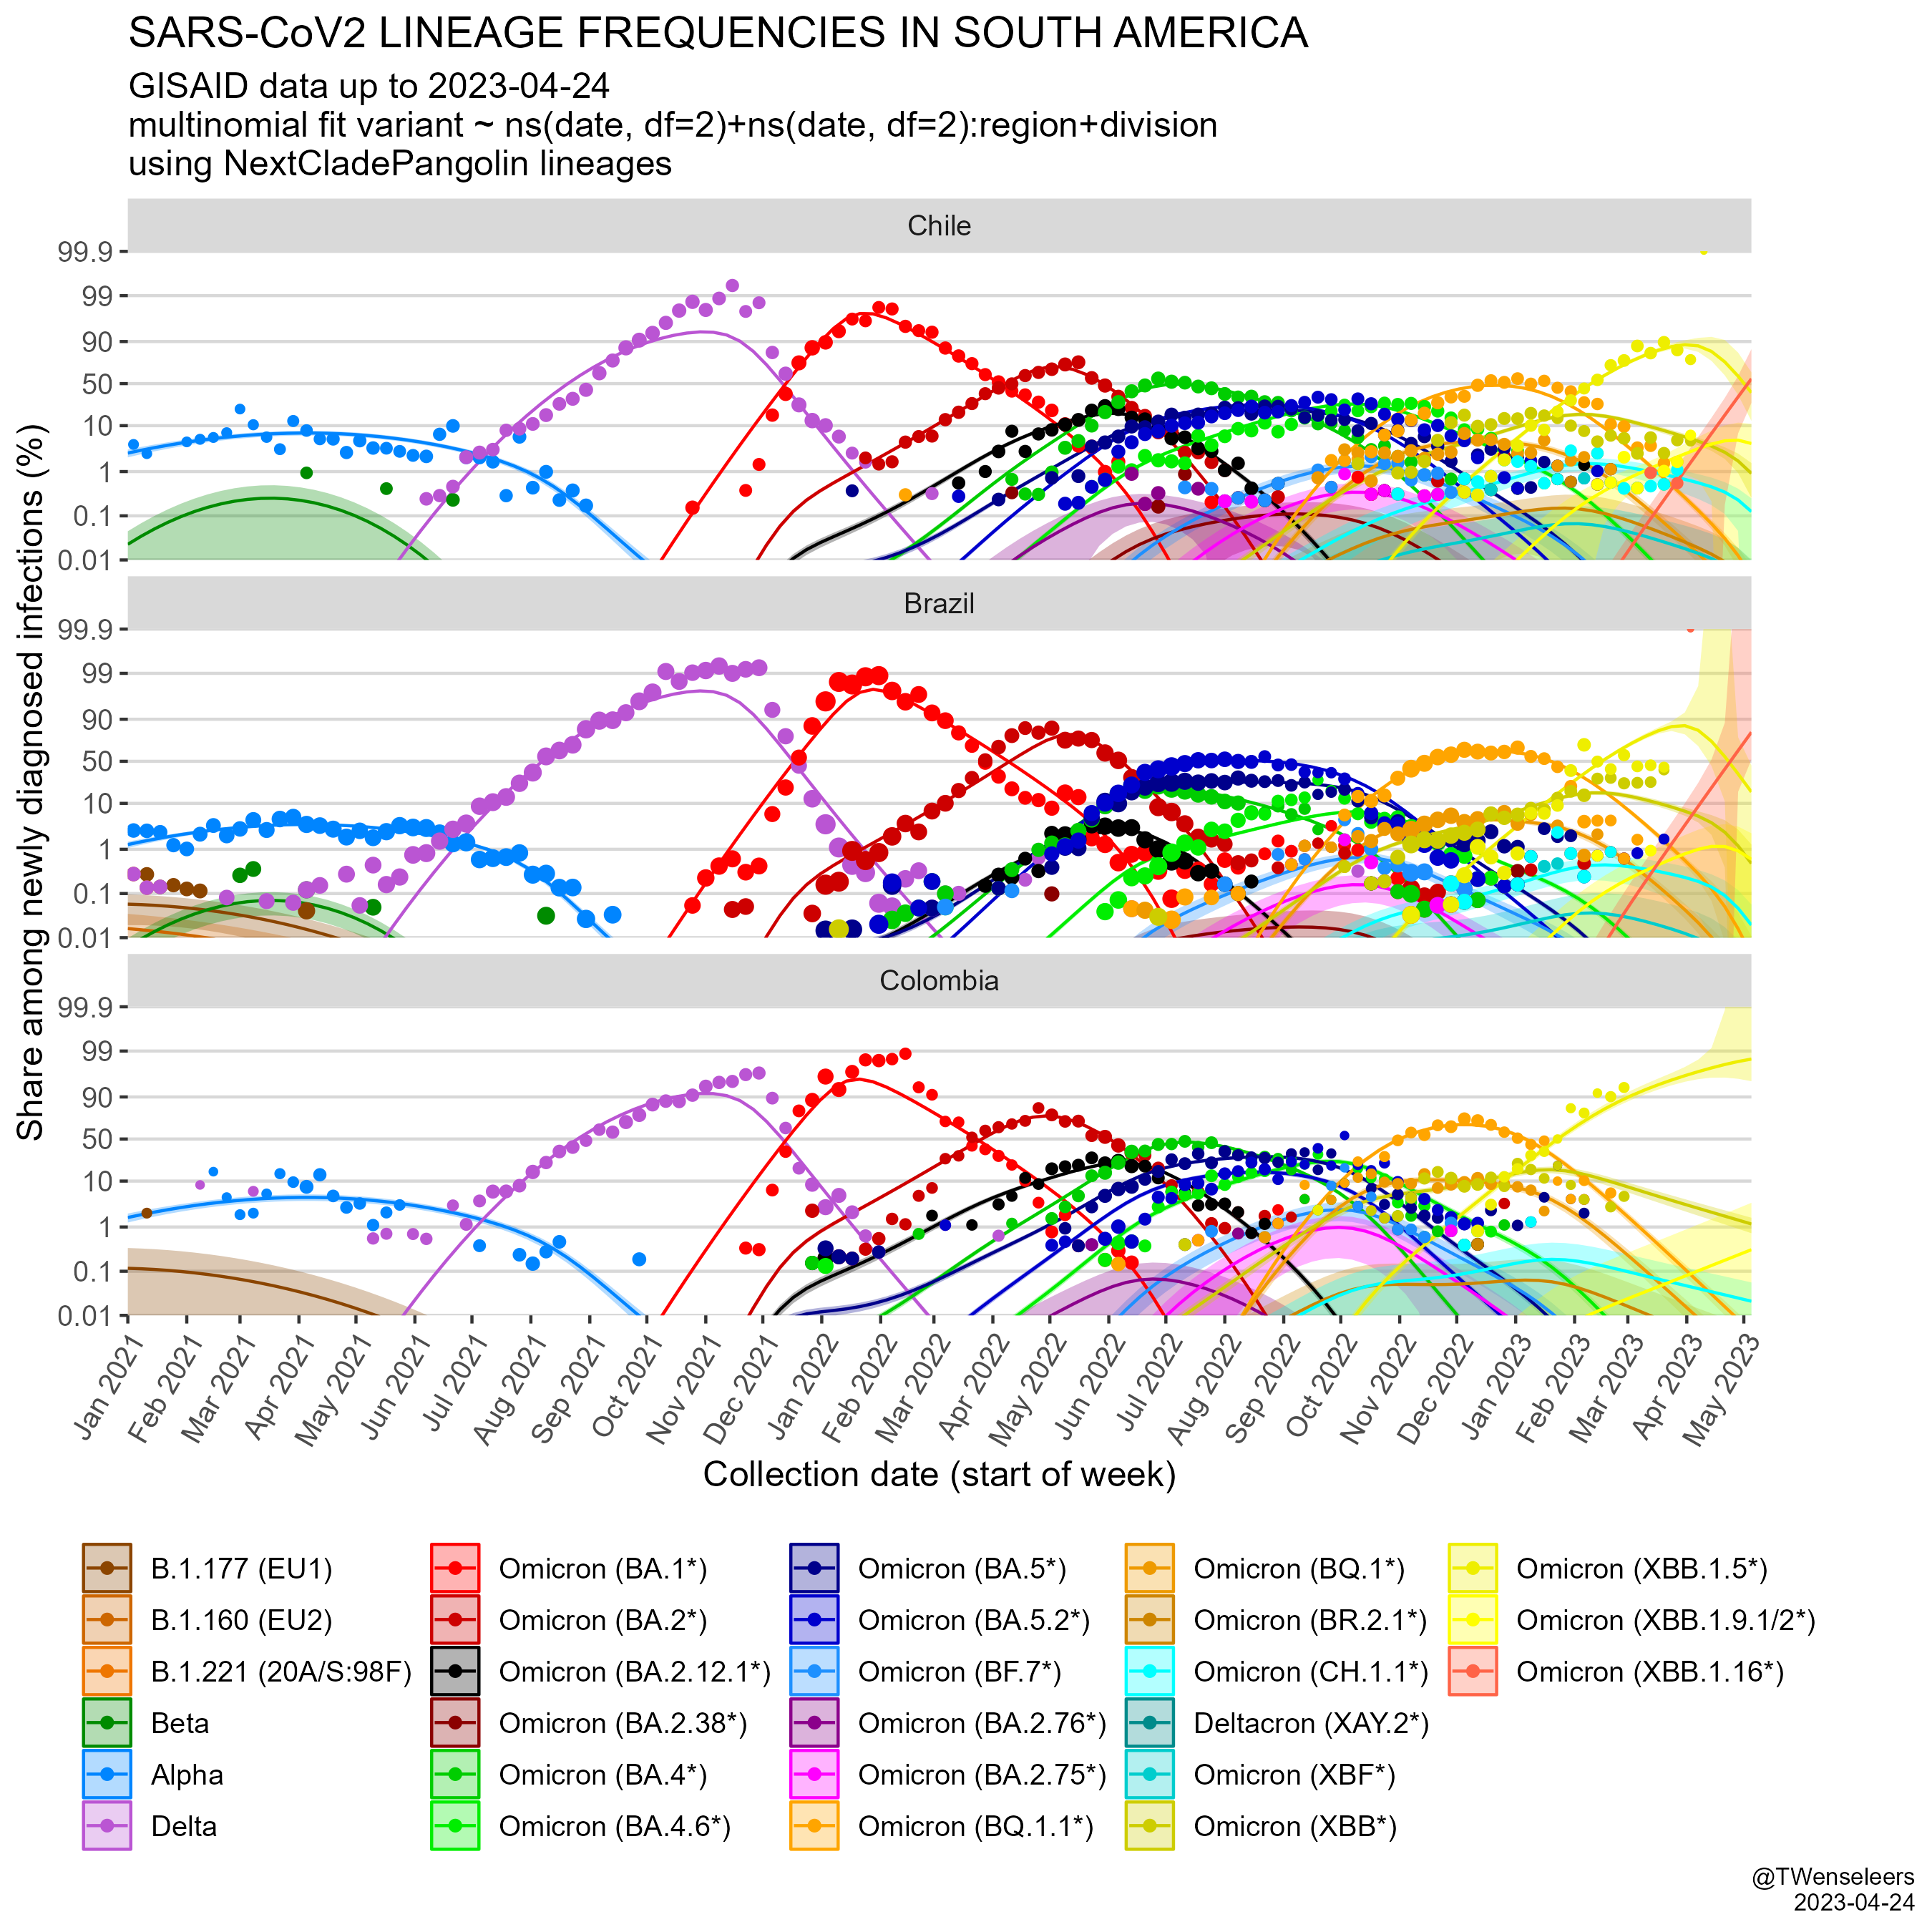 SARS-CoV2 LINEAGE FREQUENCIES IN SOUTH AMERICA
GISAID data up to 2023-04-24
multinomial fit variant ~ ns(date, df=2)+ns(date, df=2):region+division
using NextCladePangolin lineages
Share among newly diagnosed infections (%)
Chile
99.9
99
90
50
10
1
0.1
0.01
Brazil
99.9
99
90
50
10
1
0.1
0.01
Colombia
99.9
99
90
50
10
1
0.1
0.01
Jan 2021
Feb 2021
Mar 2021
Apr 2021
May 2021
Jun 2021
Jul 2021
Aug 2021
Sep 2021
Oct 2021
Nov 2021
Dec 2021
Jan 2022
Feb 2022
Mar 2022
Apr 2022
May 2022
Jun 2022
Jul 2022
Aug 2022
Sep 2022
Oct 2022
Nov 2022
Dec 2022
Jan 2023
Feb 2023
Mar 2023
Apr 2023
May 2023
Collection date (start of week)
B.1.177 (EU1)
B.1.160 (EU2)
B.1.221 (20A/S:98F)
Beta
Alpha
Delta
Omicron (BA.1*)
Omicron (BA.2*)
Omicron (BA.2.12.1*)
Omicron (BA.2.38*)
Omicron (BA.4*)
Omicron (BA.4.6*)
Omicron (BA.5*)
Omicron (BA.5.2*)
Omicron (BF.7*)
Omicron (BA.2.76*)
Omicron (BA.2.75*)
Omicron (BQ.1.1*)
Omicron (BQ.1*)
Omicron (BR.2.1*)
Omicron (CH.1.1*)
Deltacron (XAY.2*)
Omicron (XBF*)
Omicron (XBB*)
Omicron (XBB.1.5*)
Omicron (XBB.1.9.1/2*)
Omicron (XBB.1.16*)
@TWenseleers
2023-04-24